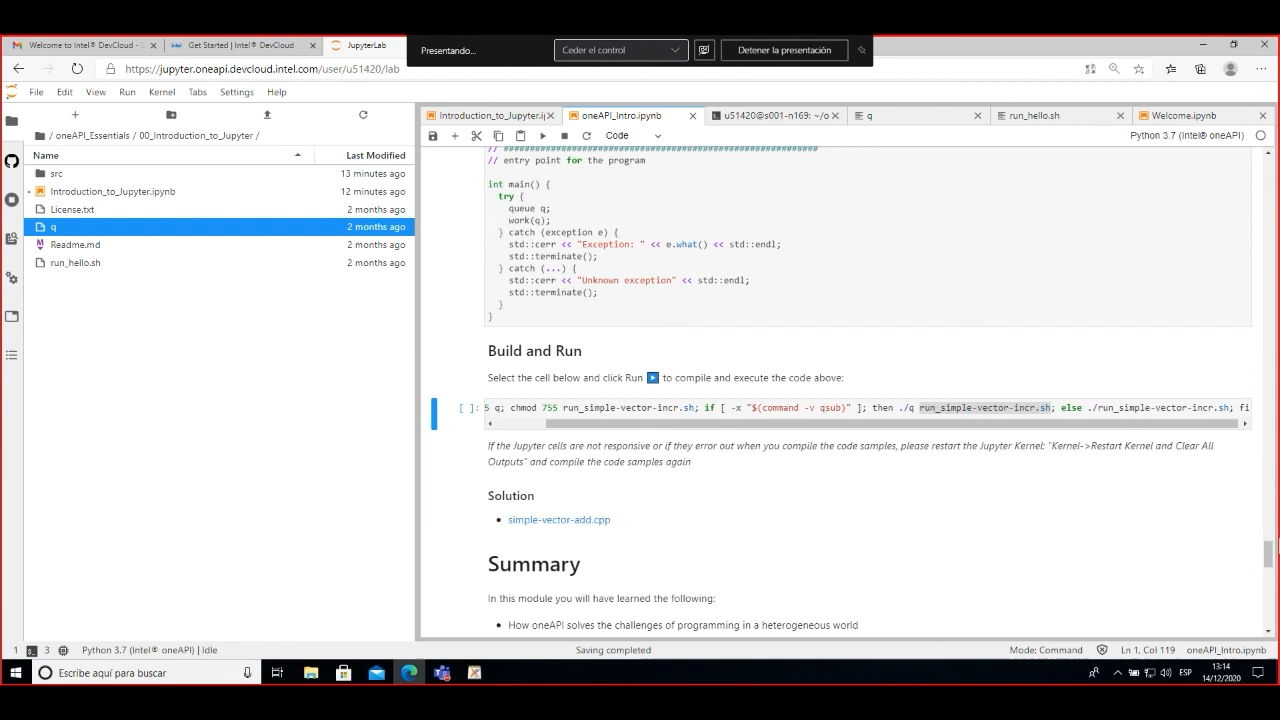 Welcome to Intel® DevCloud - S
Get Started | Intel® DevCloud
JupyterLab
Presentando...
Ceder el control
Detener la presentación
https://jupyter.oneapi.devcloud.intel.com/user/u51420/lab
File Edit View Run Kernel Tabs Settings Help
/ oneAPI_Essentials / 00_Introduction_to_Jupyter /
Name Last Modified
src 13 minutes ago
Introduction_to_Jupyter.ipynb 12 minutes ago
License.txt 2 months ago
q 2 months ago
Readme.md 2 months ago
run_hello.sh 2 months ago
Introduction_to_Jupyter.i
oneAPI_Intro.ipynb
u51420@s001-n169: ~/o
q
run_hello.sh
Welcome.ipynb
Code
Python 3.7 (Intel® oneAPI)
// ############################################################
// entry point for the program
int main() {
try {
queue q;
work(q);
} catch (exception e) {
std::cerr << "Exception: " << e.what() << std::endl;
std::terminate();
} catch (...) {
std::cerr << "Unknown exception" << std::endl;
std::terminate();
}
}
Build and Run
Select the cell below and click Run ▶ to compile and execute the code above:
[ ]: 5 q; chmod 755 run_simple-vector-incr.sh; if [ -x "$(command -v qsub)" ]; then ./q run_simple-vector-incr.sh; else ./run_simple-vector-incr.sh; fi
If the Jupyter cells are not responsive or if they error out when you compile the code samples, please restart the Jupyter Kernel: "Kernel->Restart Kernel and Clear All
Outputs" and compile the code samples again
Solution
• simple-vector-add.cpp
Summary
In this module you will have learned the following:
• How oneAPI solves the challenges of programming in a heterogeneous world
1 3 Python 3.7 (Intel® oneAPI) | Idle
Saving completed
Mode: Command
Ln 1, Col 119 oneAPI_Intro.ipynb
Escribe aquí para buscar
ESP
13:14
14/12/2020